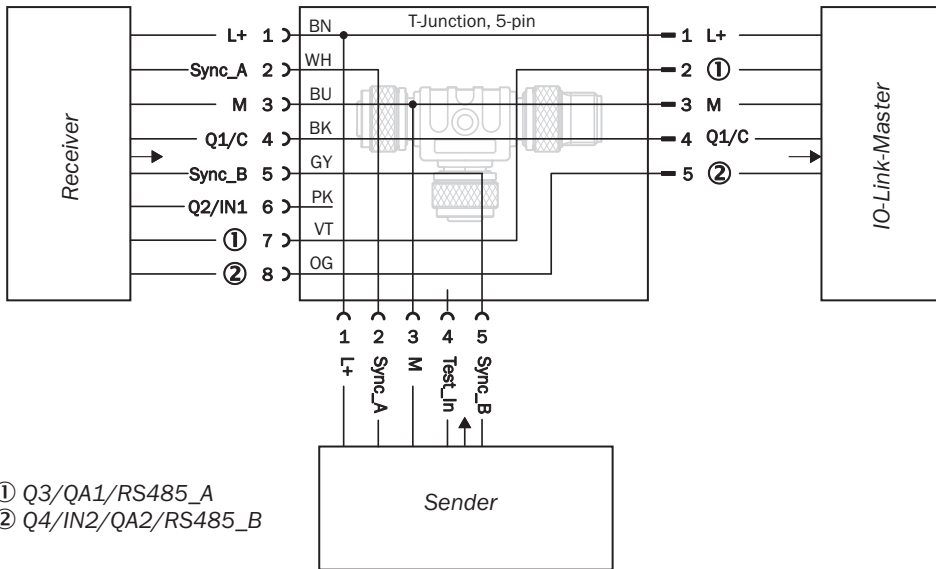 T-Junction, 5-pin
Receiver
L+ 1 BN
Sync_A 2 WH
M 3 BU
Q1/C 4 BK
Sync_B 5 GY
Q2/IN1 6 PK
① 7 VT
② 8 OG
1 L+
2 ①
3 M
4 Q1/C
5 ②
IO-Link-Master
1 L+
2 Sync_A
3 M
4 Test_In
5 Sync_B
Sender
① Q3/QA1/RS485_A
② Q4/IN2/QA2/RS485_B